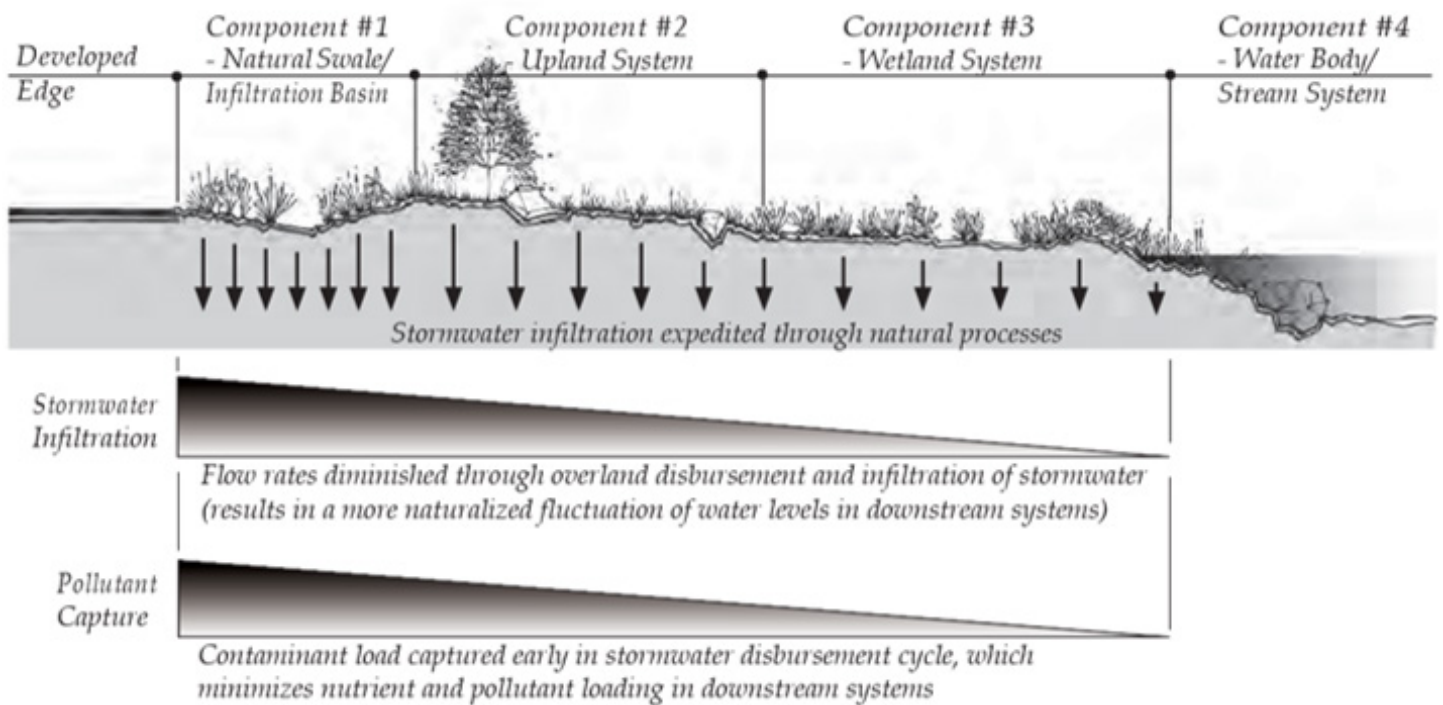 Developed
Edge
Component #1
- Natural Swale/
Infiltration Basin
Component #2
- Upland System
Component #3
- Wetland System
Component #4
- Water Body/
Stream System
Stormwater infiltration expedited through natural processes
Stormwater
Infiltration
Flow rates diminished through overland disbursement and infiltration of stormwater
(results in a more naturalized fluctuation of water levels in downstream systems)
Pollutant
Capture
Contaminant load captured early in stormwater disbursement cycle, which
minimizes nutrient and pollutant loading in downstream systems